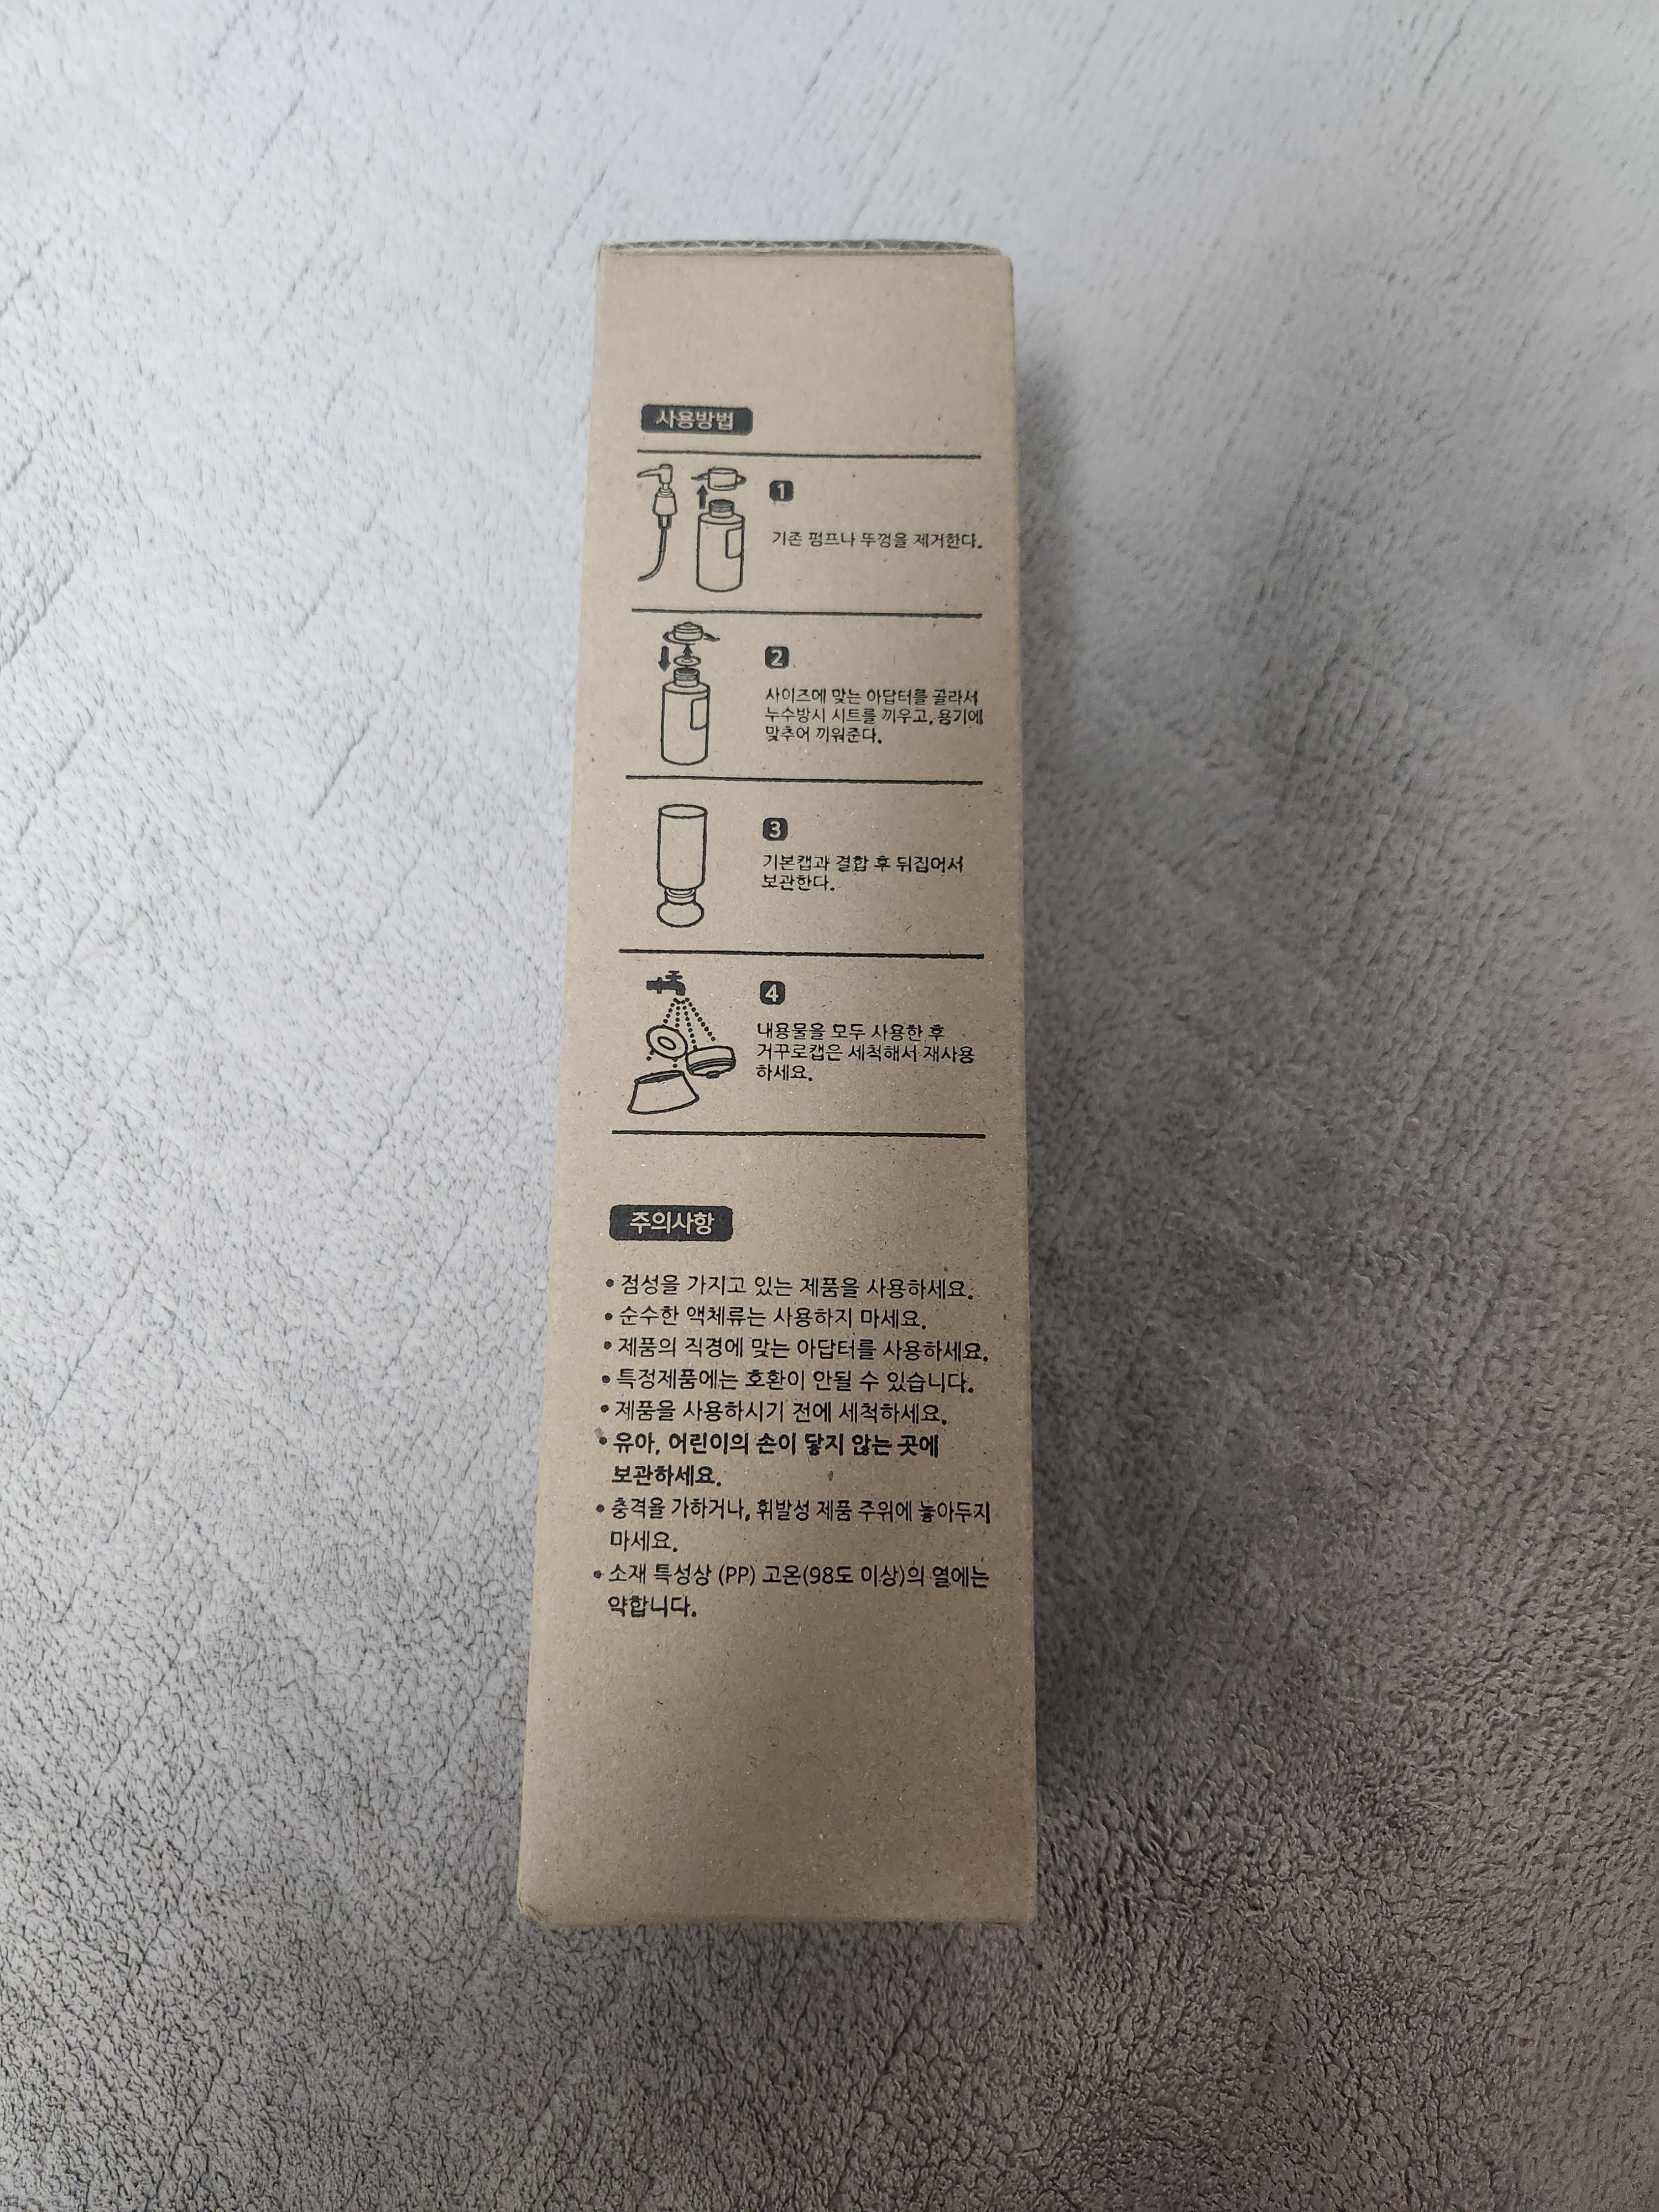 사용방법
1
기존 펌프나 뚜껑을 제거한다.
2
사이즈에 맞는 아답터를 골라서
누수방시 시트를 끼우고, 용기에
맞추어 끼워준다.
3
기본캡과 결합 후 뒤집어서
보관한다.
4
내용물을 모두 사용한 후
거꾸로캡은 세척해서 재사용
하세요.
주의사항
• 점성을 가지고 있는 제품을 사용하세요.
• 순수한 액체류는 사용하지 마세요.
• 제품의 직경에 맞는 아답터를 사용하세요.
• 특정제품에는 호환이 안될 수 있습니다.
• 제품을 사용하시기 전에 세척하세요.
• 유아, 어린이의 손이 닿지 않는 곳에
보관하세요.
• 충격을 가하거나, 휘발성 제품 주위에 놓아두지
마세요.
• 소재 특성상 (PP) 고온(98도 이상)의 열에는
약합니다.